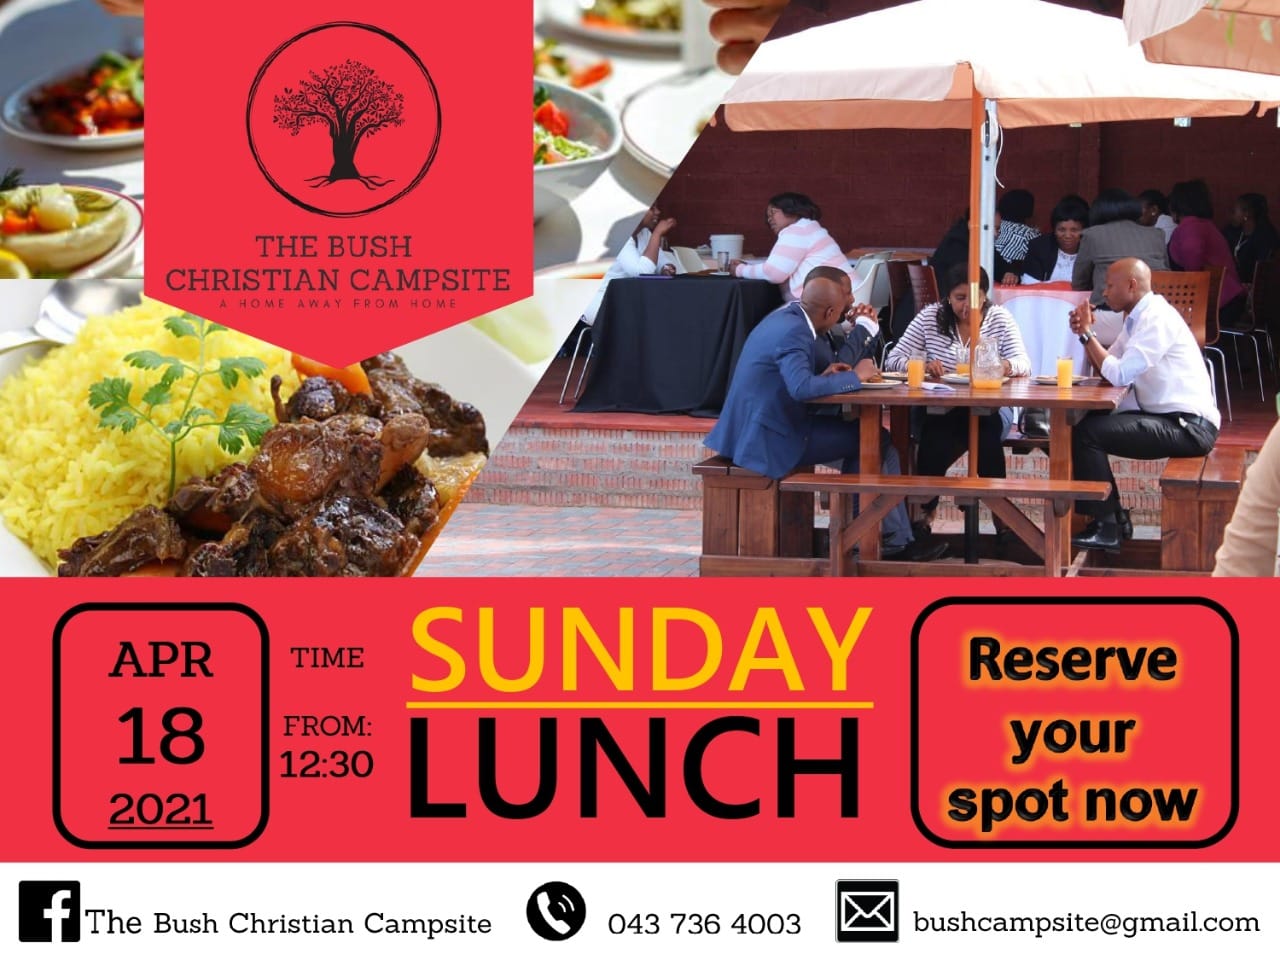 THE BUSH
CHRISTIAN CAMPSITE
A HOME AWAY FROM HOME
APR
18
2021
TIME
FROM:
12:30
SUNDAY
LUNCH
Reserve
your
spot now
The Bush Christian Campsite
043 736 4003
bushcampsite@gmail.com